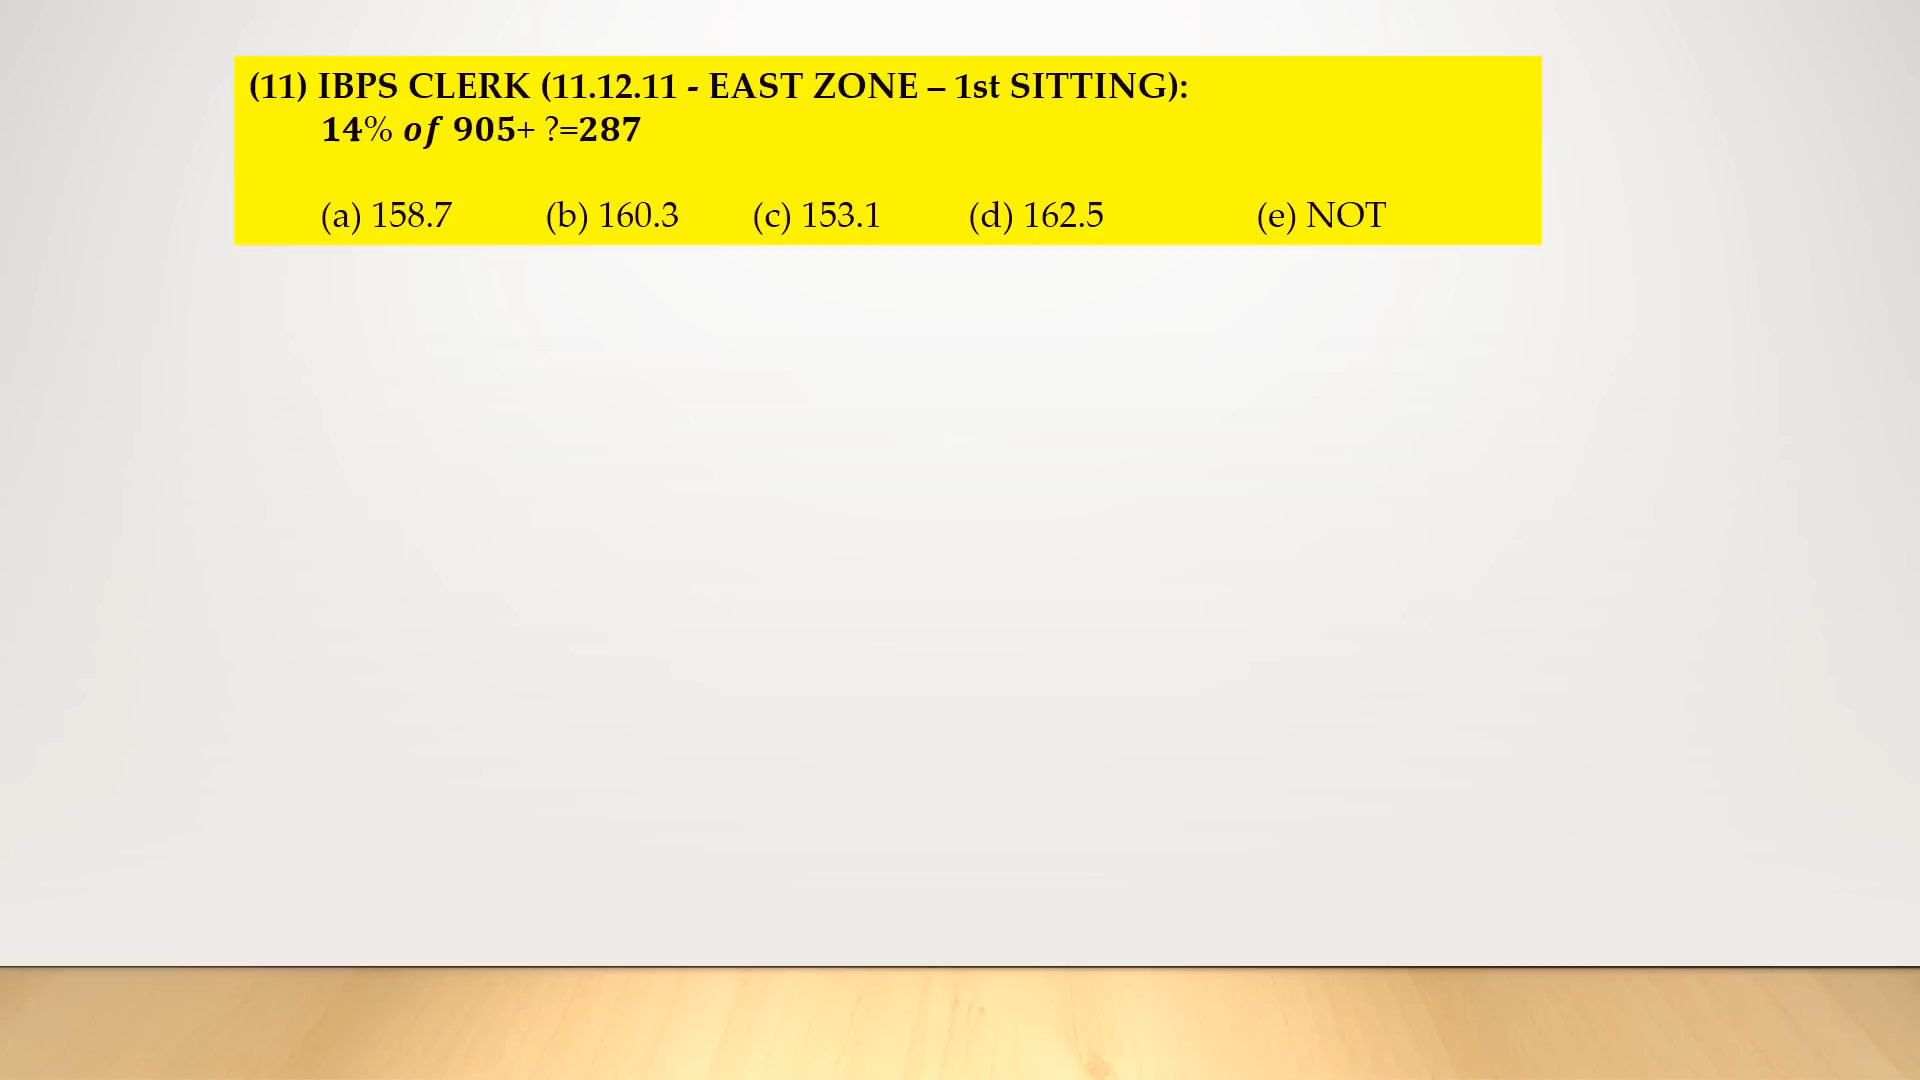 (11) IBPS CLERK (11.12.11 - EAST ZONE – 1st SITTING):
14% of 905+ ?=287
(a) 158.7 (b) 160.3 (c) 153.1 (d) 162.5 (e) NOT